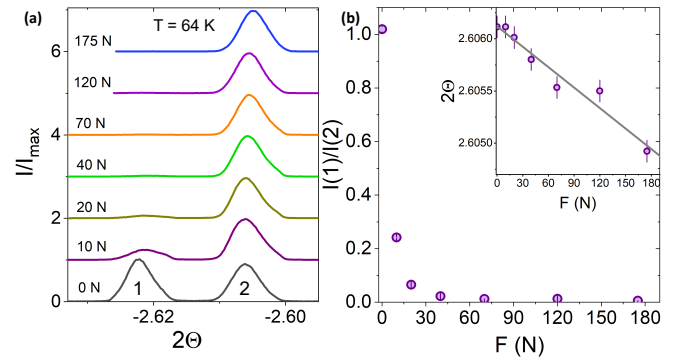 (a)
T = 64 K
175 N
120 N
70 N
40 N
20 N
10 N
0 N
1
2
I/Imax
6
4
2
0
-2.62
-2.60
2Θ
(b)
I(1)/I(2)
1.0
0.8
0.6
0.4
0.2
0.0
0
30
60
90
120
150
180
F (N)
2Θ
2.6060
2.6055
2.6050
0
30
60
90
120
150
180
F (N)